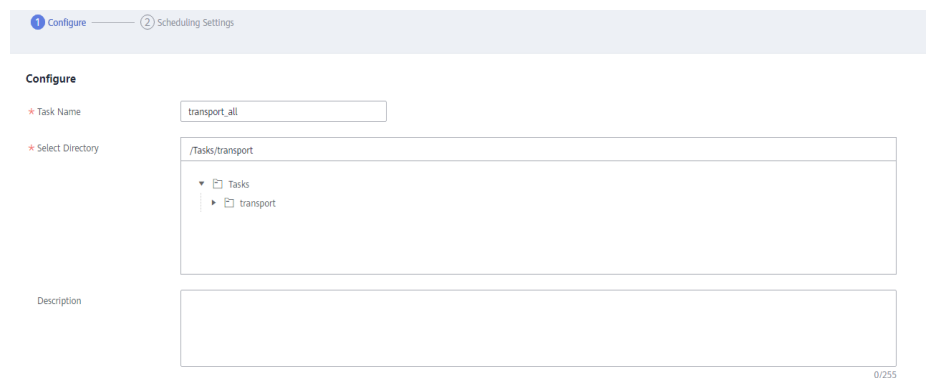 1 Configure 2 Scheduling Settings
Configure
* Task Name transport_all
* Select Directory /Tasks/transport
Tasks
transport
Description
0/255